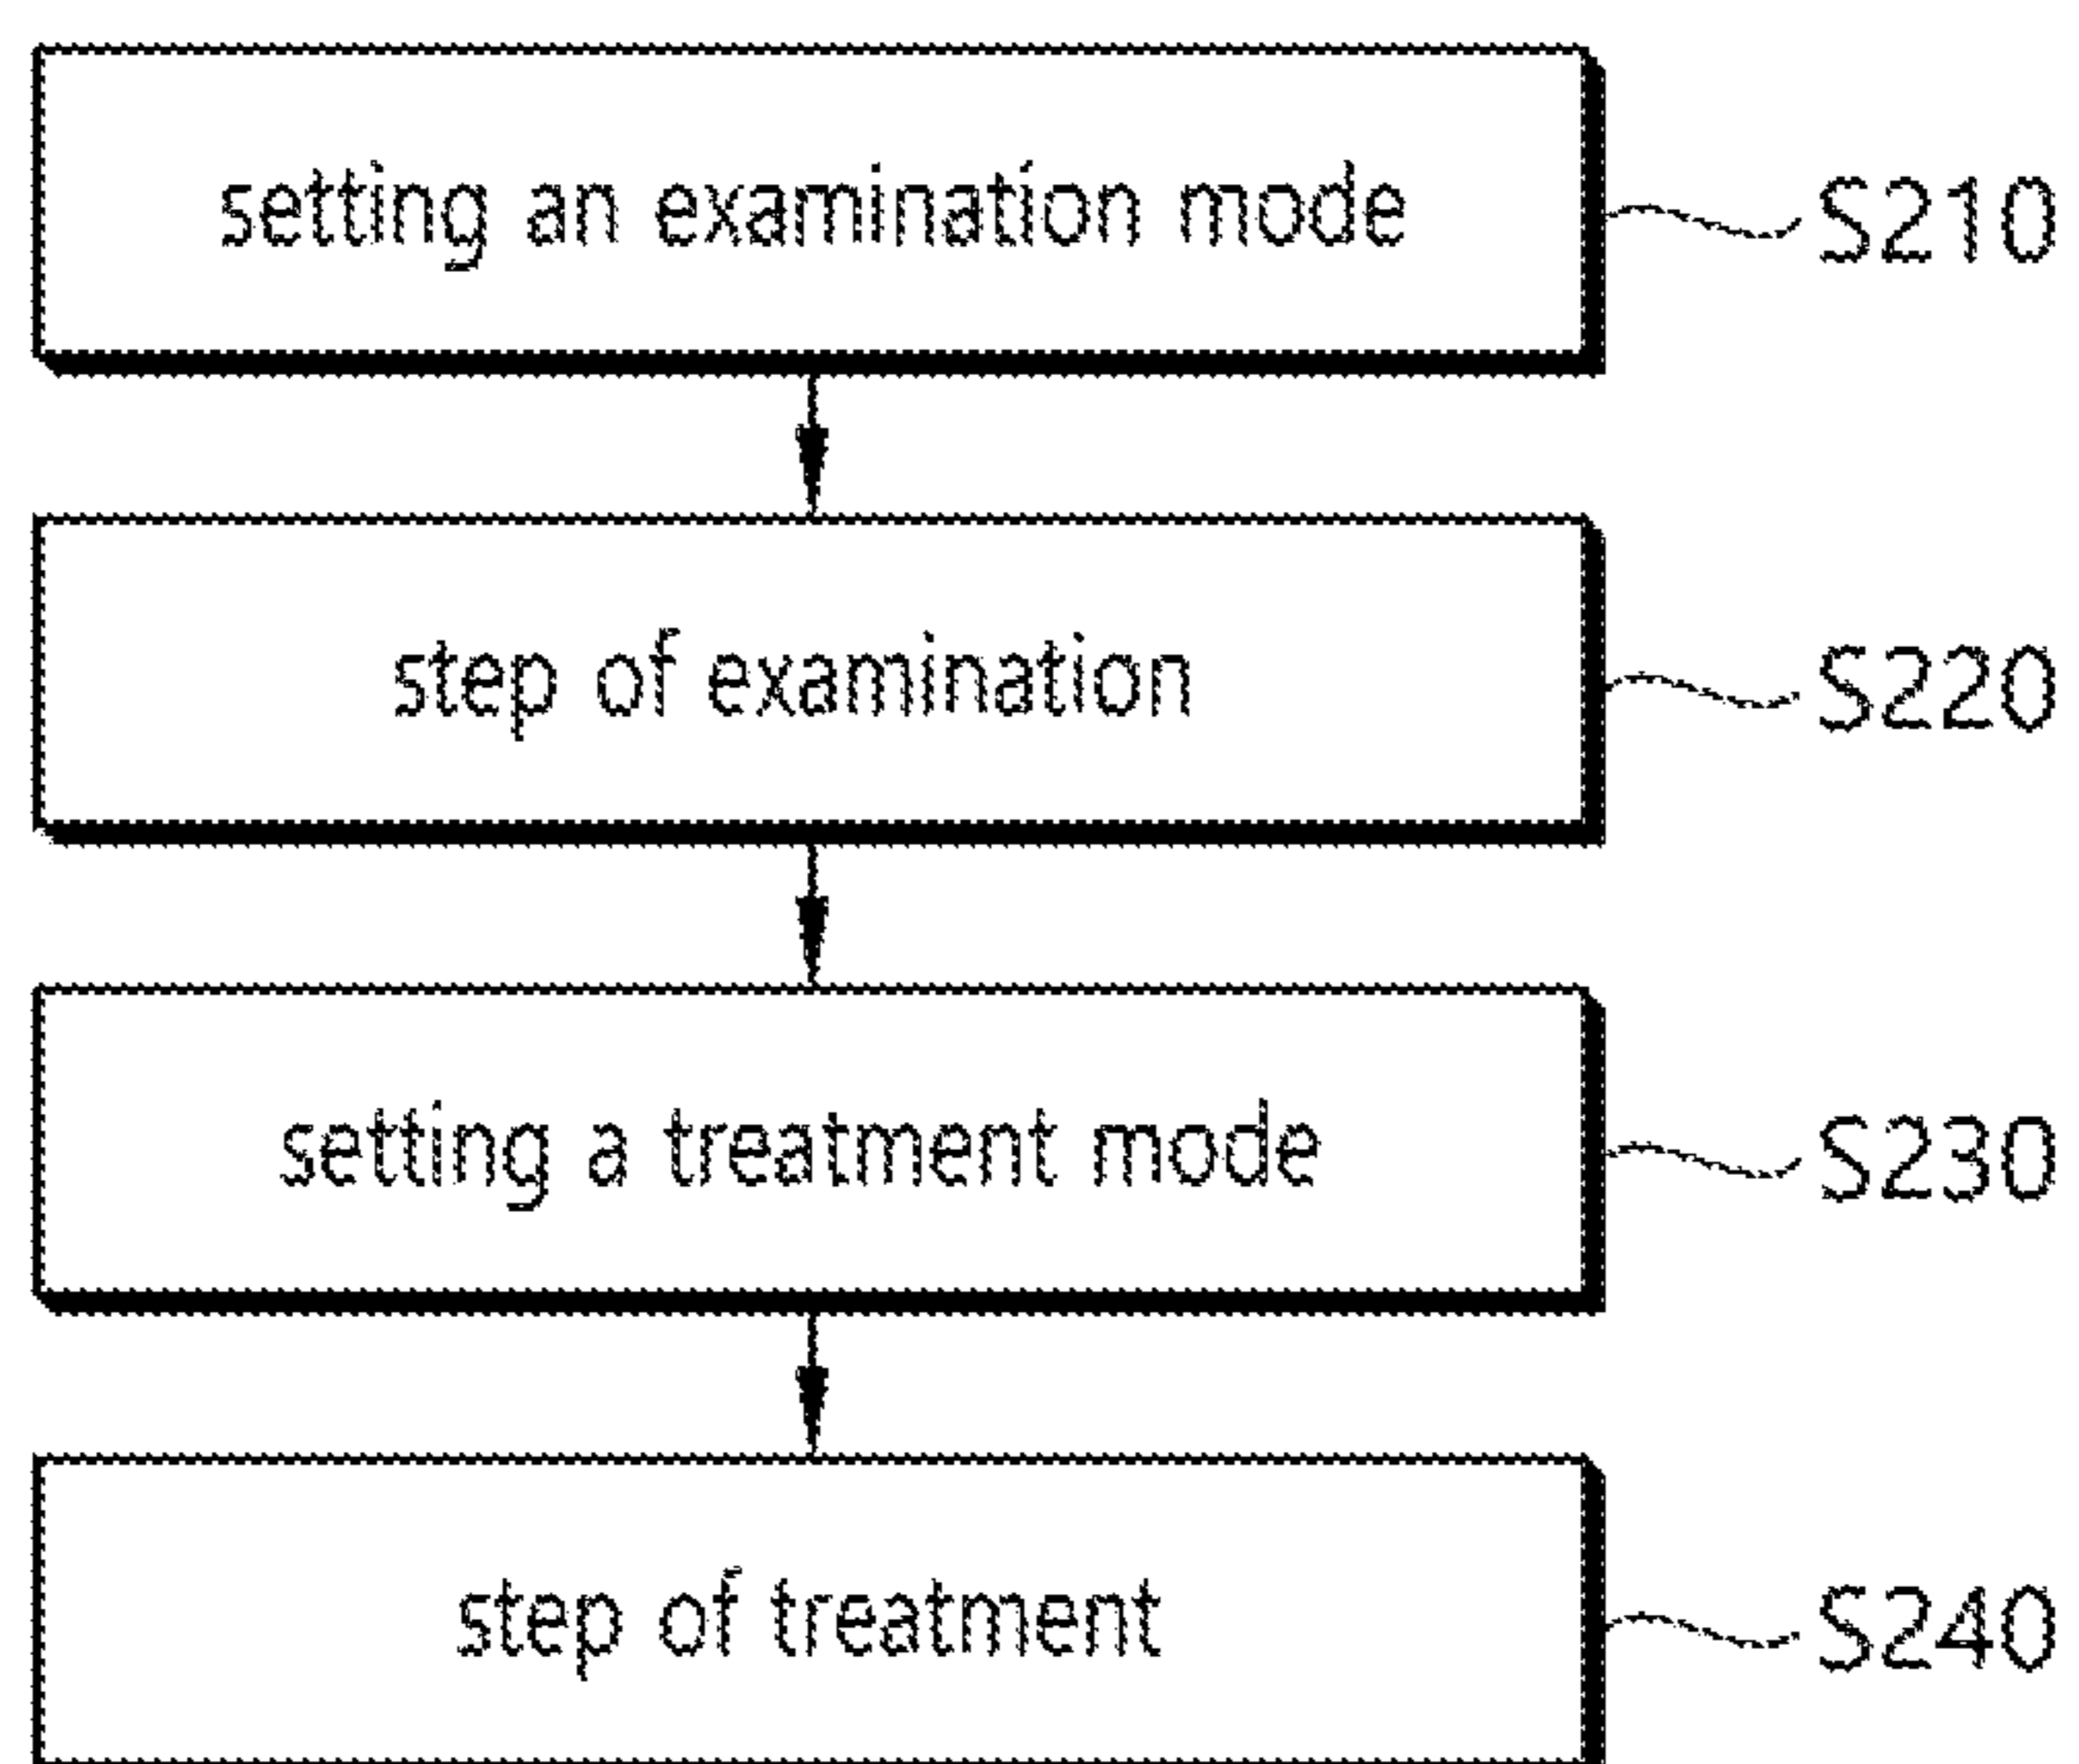 setting an examination mode S210
step of examination S220
setting a treatment mode S230
step of treatment S240